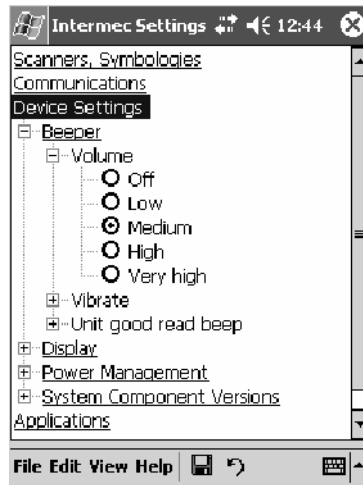 Intermec Settings 12:44
Scanners, Symbologies
Communications
Device Settings
Beeper
Volume
Off
Low
Medium
High
Very high
Vibrate
Unit good read beep
Display
Power Management
System Component Versions
Applications
File Edit View Help